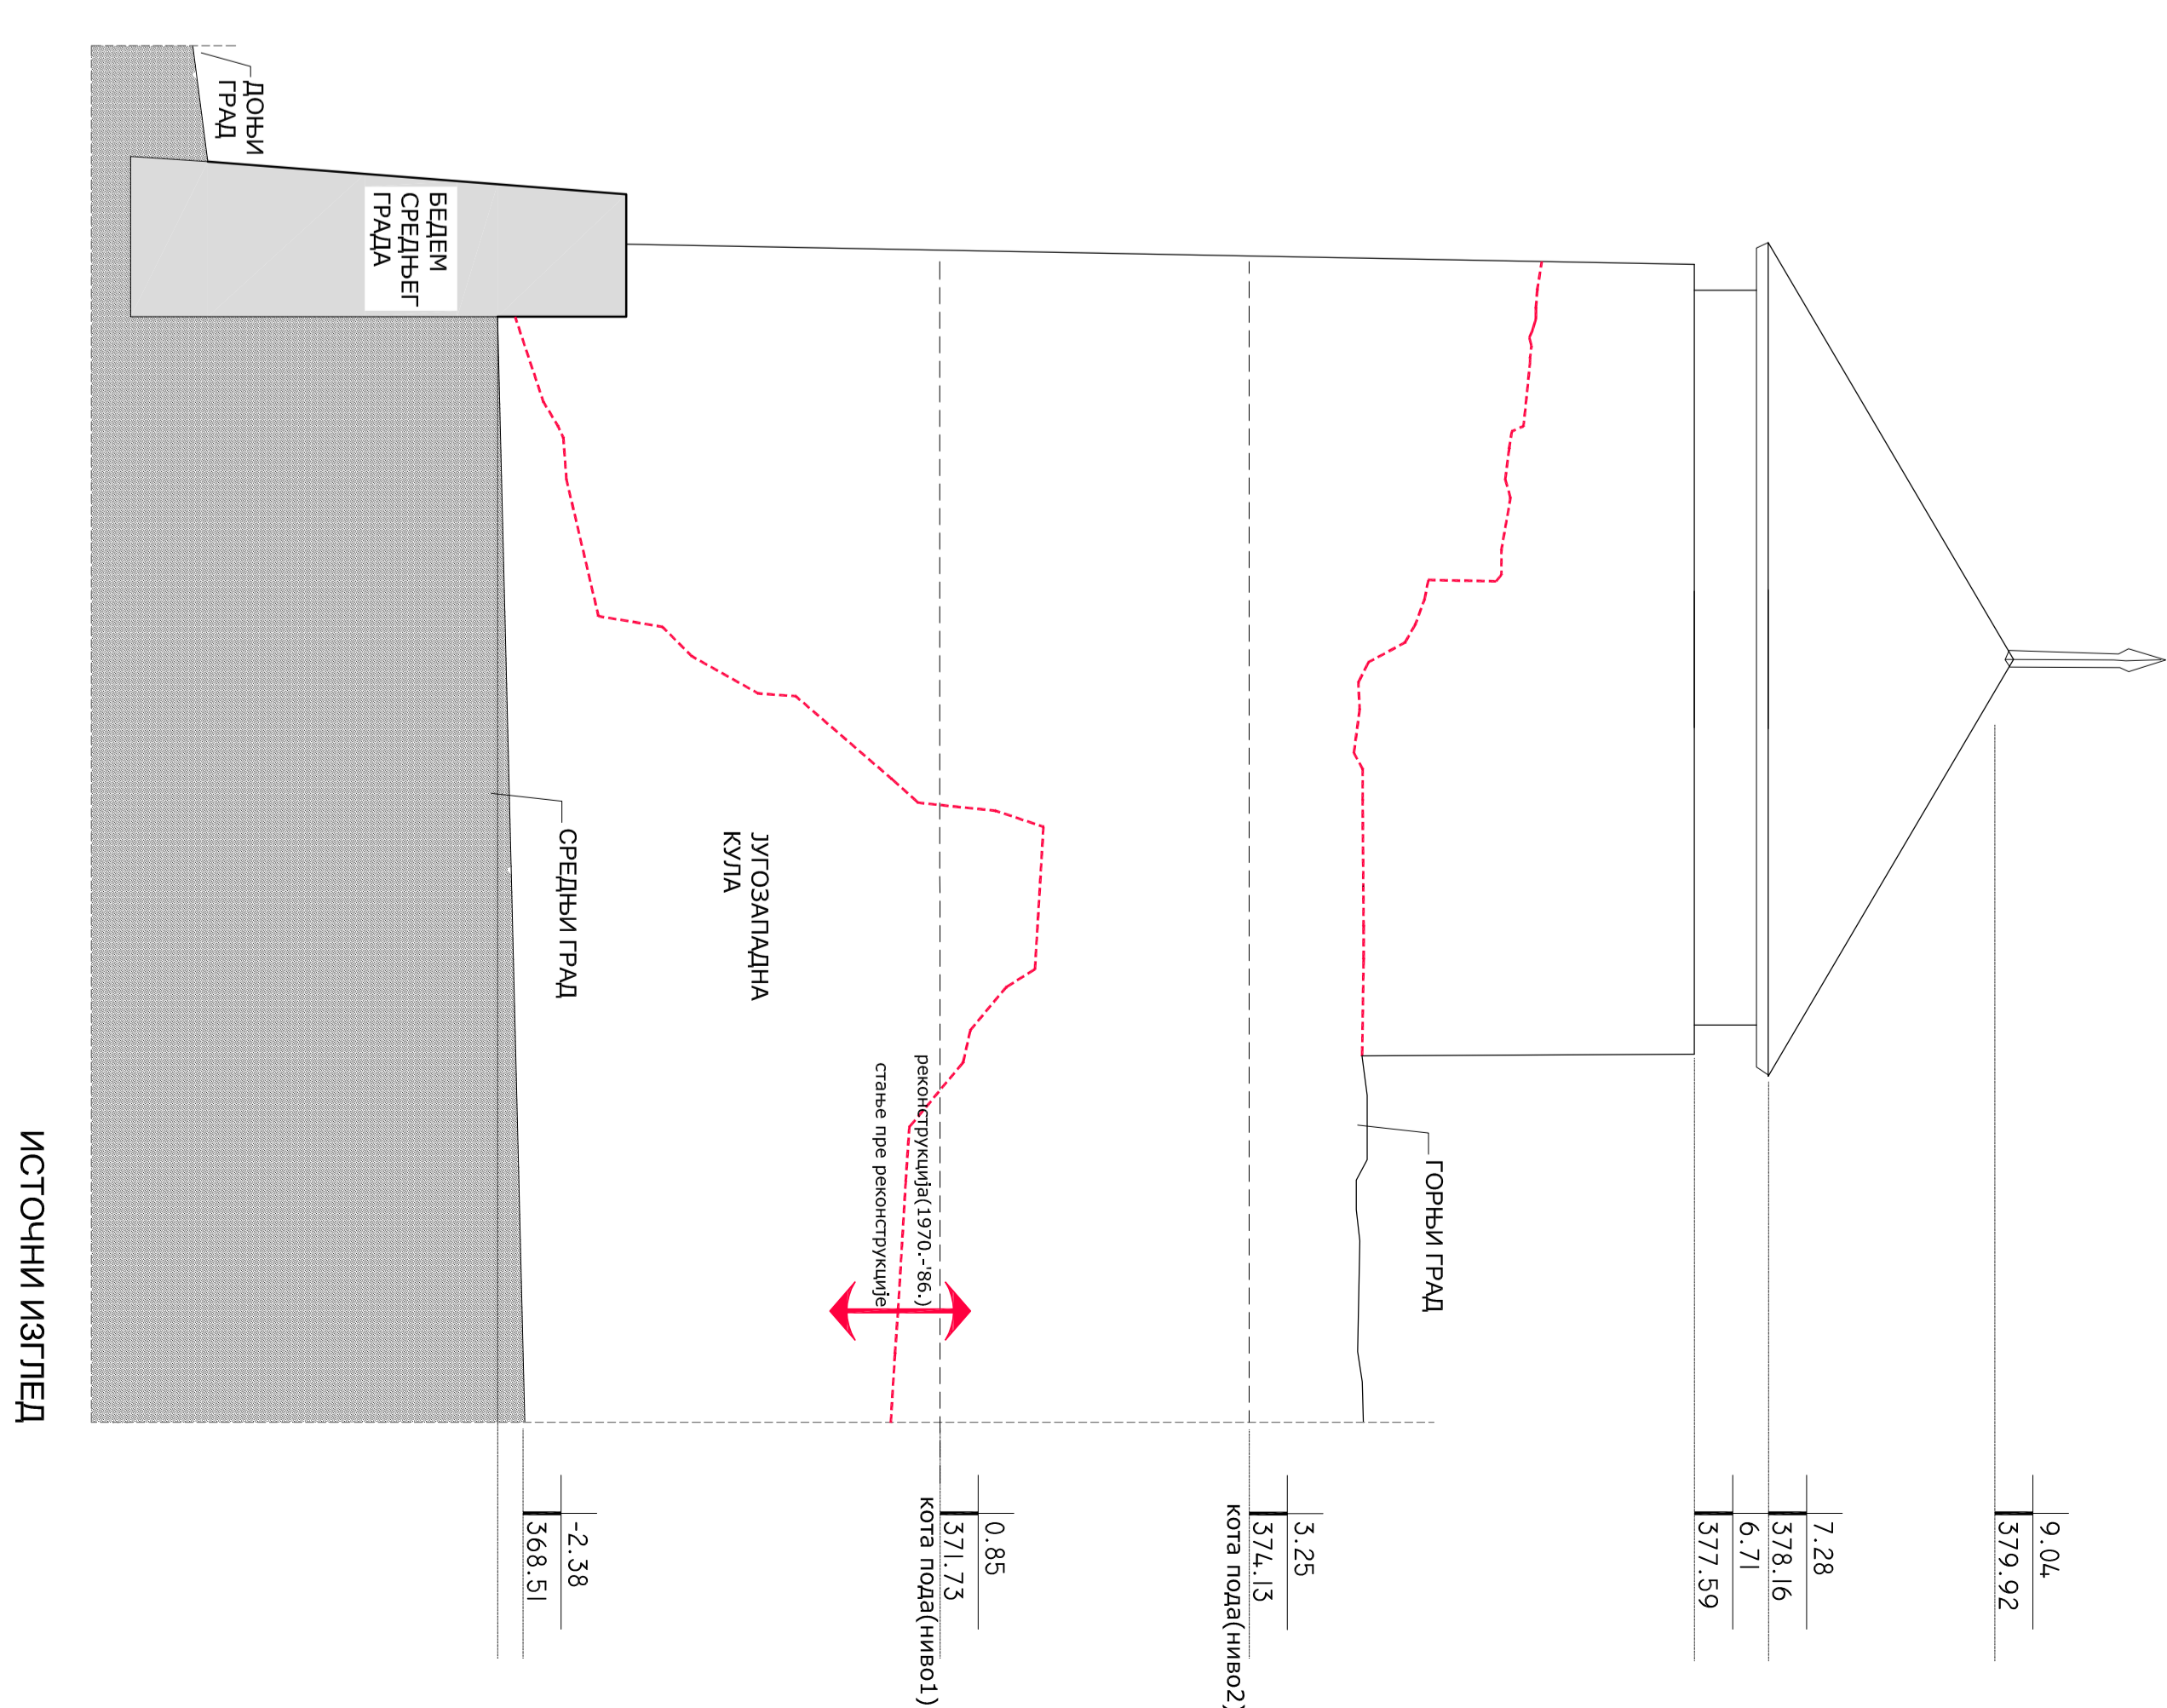 9.04
379.92
7.28
378.16
6.71
377.59
ГОРЊИ ГРАД
3.25
374.13
кота пода(ниво2)
0.85
371.73
кота пода(ниво1)
реконструкција(1970.-'86.)
стање пре реконструкције
ЈУГОЗАПАДНА
КУЛА
СРЕДЊИ ГРАД
-2.38
368.51
БЕДЕМ
СРЕДЊЕГ
ГРАДА
ДОЊИ
ГРАД
ИСТОЧНИ ИЗГЛЕД